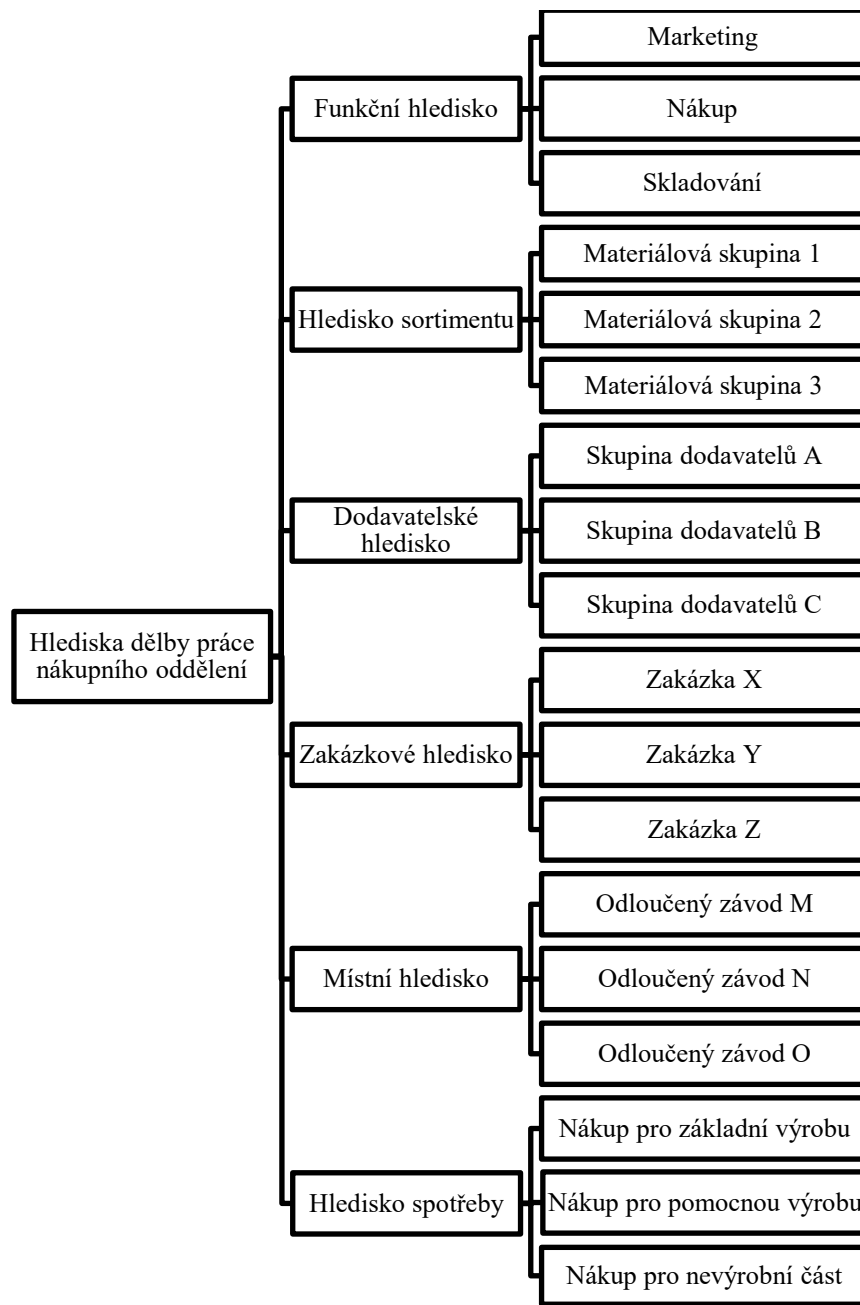 Hlediska dělby práce
nákupního oddělení
Funkční hledisko
Marketing
Nákup
Skladování
Hledisko sortimentu
Materiálová skupina 1
Materiálová skupina 2
Materiálová skupina 3
Dodavatelské
hledisko
Skupina dodavatelů A
Skupina dodavatelů B
Skupina dodavatelů C
Zakázkové hledisko
Zakázka X
Zakázka Y
Zakázka Z
Místní hledisko
Odloučený závod M
Odloučený závod N
Odloučený závod O
Hledisko spotřeby
Nákup pro základní výrobu
Nákup pro pomocnou výrobu
Nákup pro nevýrobní část